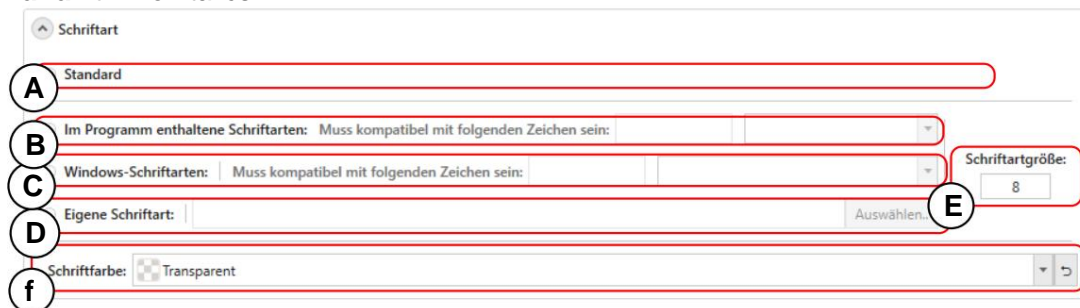 Schriftart
Standard
A
Im Programm enthaltene Schriftarten: Muss kompatibel mit folgenden Zeichen sein:
B
Windows-Schriftarten: Muss kompatibel mit folgenden Zeichen sein:
C
Schriftartgröße:
8
E
Eigene Schriftart: Auswählen..
D
Schriftfarbe: Transparent
f